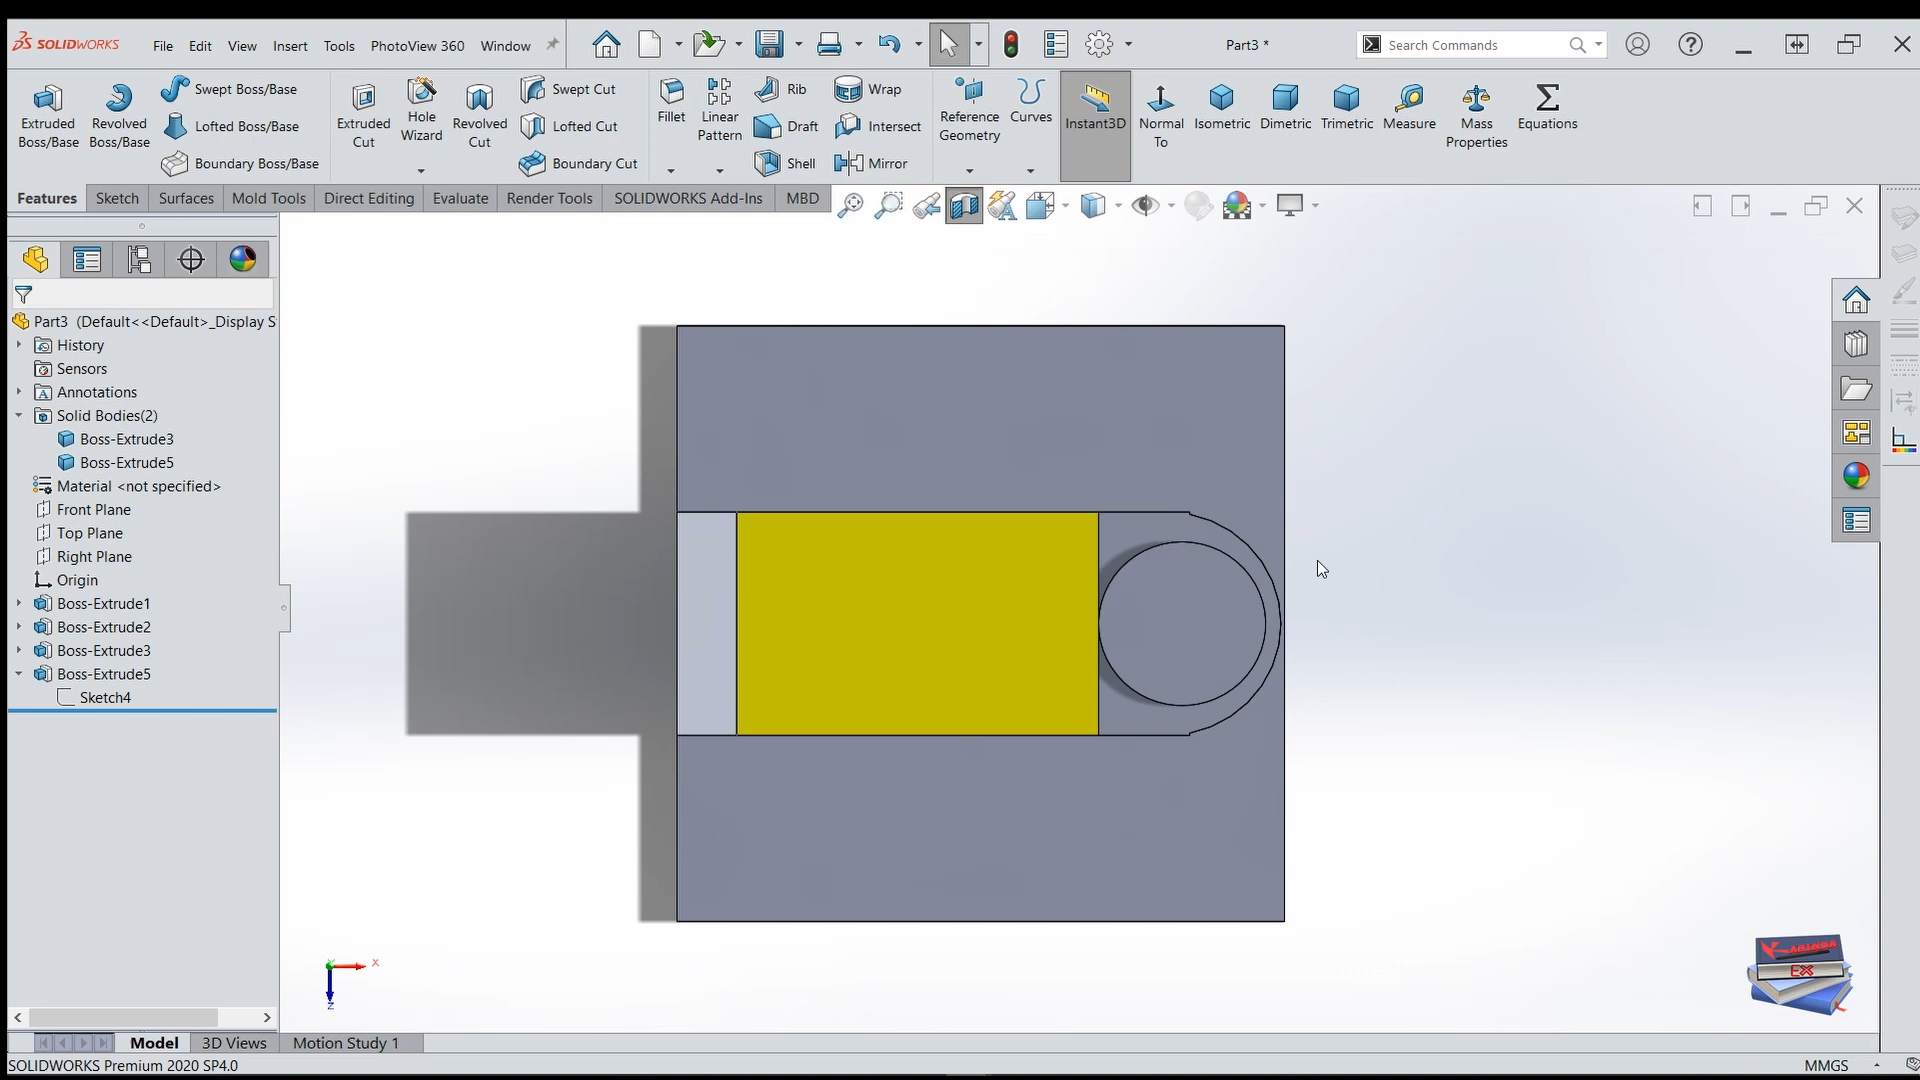 SOLIDWORKS File Edit View Insert Tools PhotoView 360 Window Part3 * Search Commands
Extruded Boss/Base
Revolved Boss/Base
Swept Boss/Base
Lofted Boss/Base
Boundary Boss/Base
Extruded Cut
Hole Wizard
Revolved Cut
Swept Cut
Lofted Cut
Boundary Cut
Fillet
Linear Pattern
Rib
Draft
Shell
Wrap
Intersect
Mirror
Reference Geometry
Curves
Instant3D
Normal To
Isometric
Dimetric
Trimetric
Measure
Mass Properties
Equations
Features Sketch Surfaces Mold Tools Direct Editing Evaluate Render Tools SOLIDWORKS Add-Ins MBD
Part3 (Default<<Default>_Display S
History
Sensors
Annotations
Solid Bodies(2)
Boss-Extrude3
Boss-Extrude5
Material <not specified>
Front Plane
Top Plane
Right Plane
Origin
Boss-Extrude1
Boss-Extrude2
Boss-Extrude3
Boss-Extrude5
Sketch4
X
Y
Z
EX
Model 3D Views Motion Study 1
SOLIDWORKS Premium 2020 SP4.0 MMGS